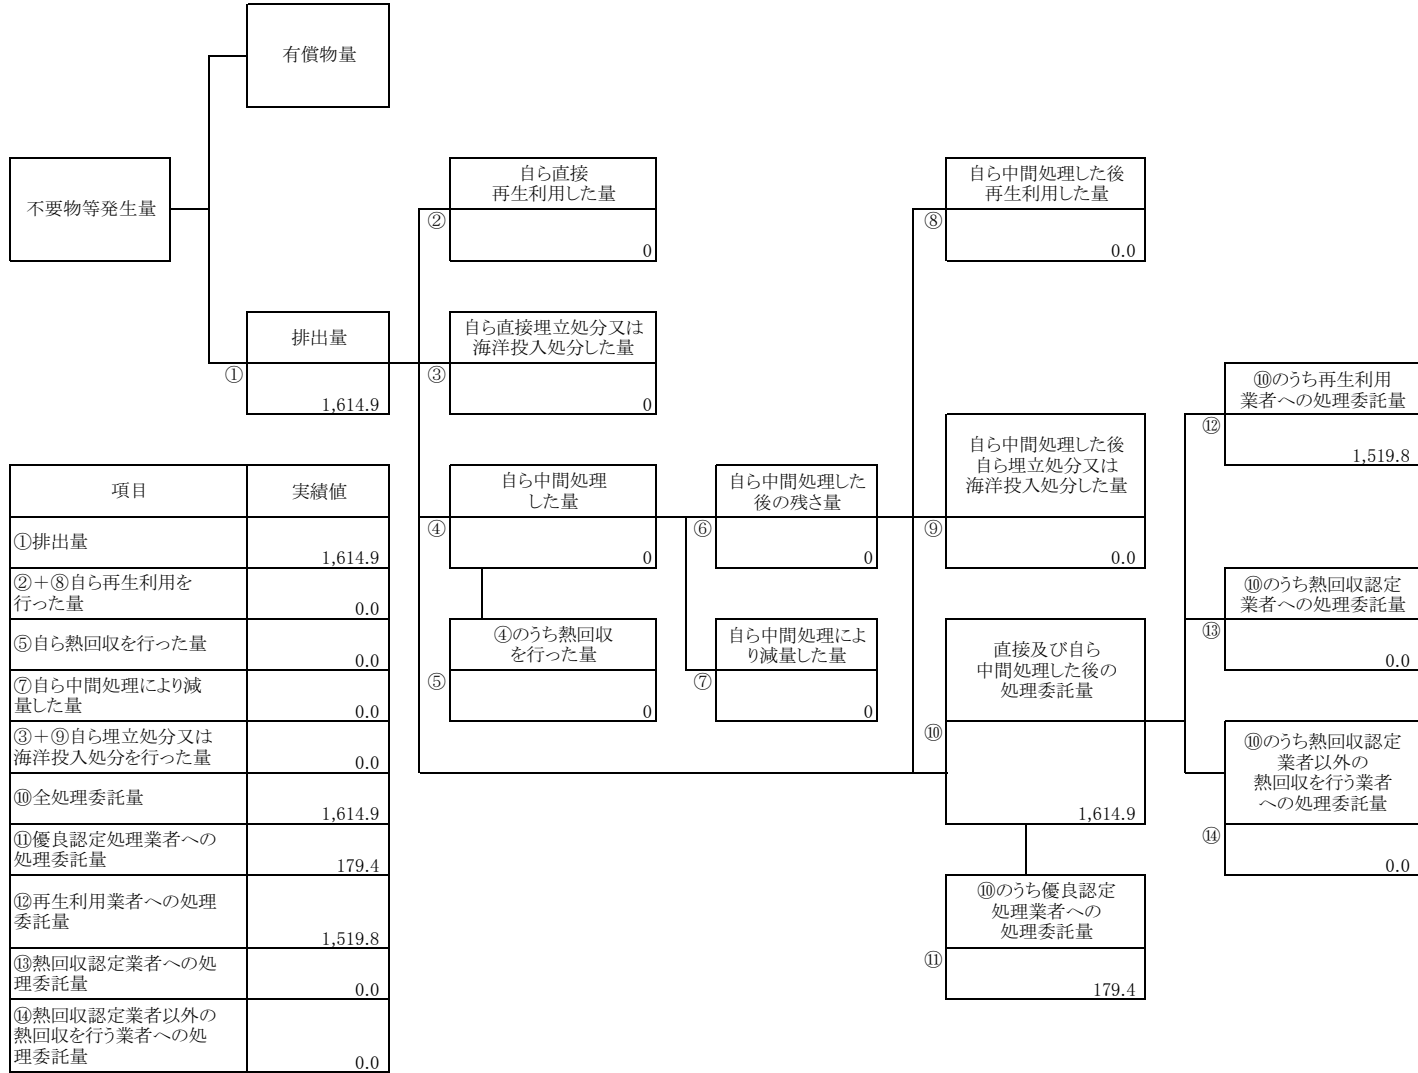 有償物量
不要物等発生量
自ら直接
再生利用した量
②
0
自ら中間処理した後
再生利用した量
⑧
0.0
排出量
①
1,614.9
自ら直接埋立処分又は
海洋投入処分した量
③
0
⑩のうち再生利用
業者への処理委託量
⑫
1,519.8
自ら中間処理
した量
④
0
自ら中間処理した
後の残さ量
⑥
0
自ら中間処理した後
自ら埋立処分又は
海洋投入処分した量
⑨
0.0
⑩のうち熱回収認定
業者への処理委託量
⑬
0.0
④のうち熱回収
を行った量
⑤
0
自ら中間処理によ
り減量した量
⑦
0
直接及び自ら
中間処理した後の
処理委託量
⑩
1,614.9
⑩のうち熱回収認定
業者以外の
熱回収を行う業者
への処理委託量
⑭
0.0
⑩のうち優良認定
処理業者への
処理委託量
⑪
179.4
項目 実績値
①排出量
1,614.9
②＋⑧自ら再生利用を
行った量
0.0
⑤自ら熱回収を行った量
0.0
⑦自ら中間処理により減
量した量
0.0
③＋⑨自ら埋立処分又は
海洋投入処分を行った量
0.0
⑩全処理委託量
1,614.9
⑪優良認定処理業者への
処理委託量
179.4
⑫再生利用業者への処理
委託量
1,519.8
⑬熱回収認定業者への処
理委託量
0.0
⑭熱回収認定業者以外の
熱回収を行う業者への処
理委託量
0.0